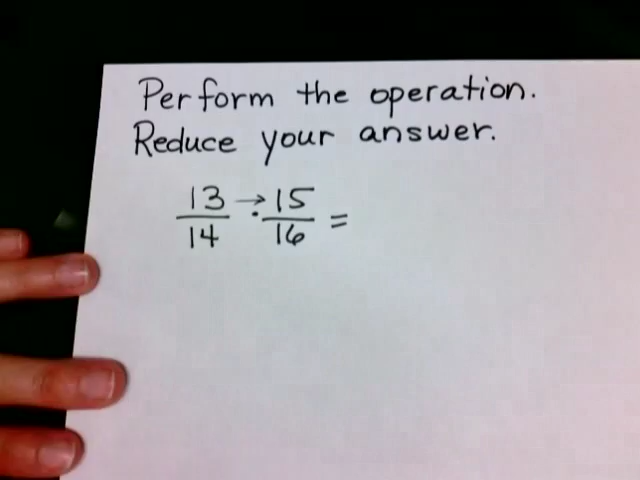 Perform the operation.
Reduce your answer.
13/14 ÷ 15/16 =